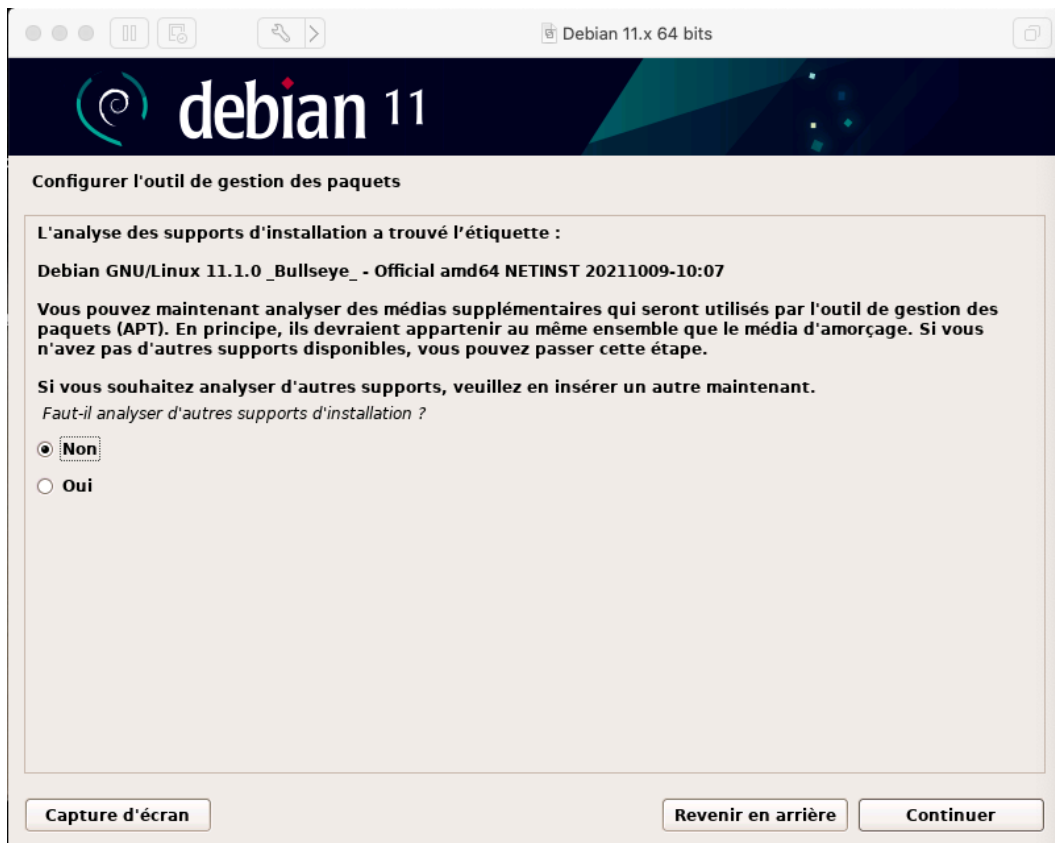 Debian 11.x 64 bits
debian 11
Configurer l'outil de gestion des paquets
L'analyse des supports d'installation a trouvé l’étiquette :
Debian GNU/Linux 11.1.0 _Bullseye_ - Official amd64 NETINST 20211009-10:07
Vous pouvez maintenant analyser des médias supplémentaires qui seront utilisés par l'outil de gestion des
paquets (APT). En principe, ils devraient appartenir au même ensemble que le média d'amorçage. Si vous
n'avez pas d'autres supports disponibles, vous pouvez passer cette étape.
Si vous souhaitez analyser d'autres supports, veuillez en insérer un autre maintenant.
Faut-il analyser d'autres supports d'installation ?
Non
Oui
Capture d'écran
Revenir en arrière
Continuer